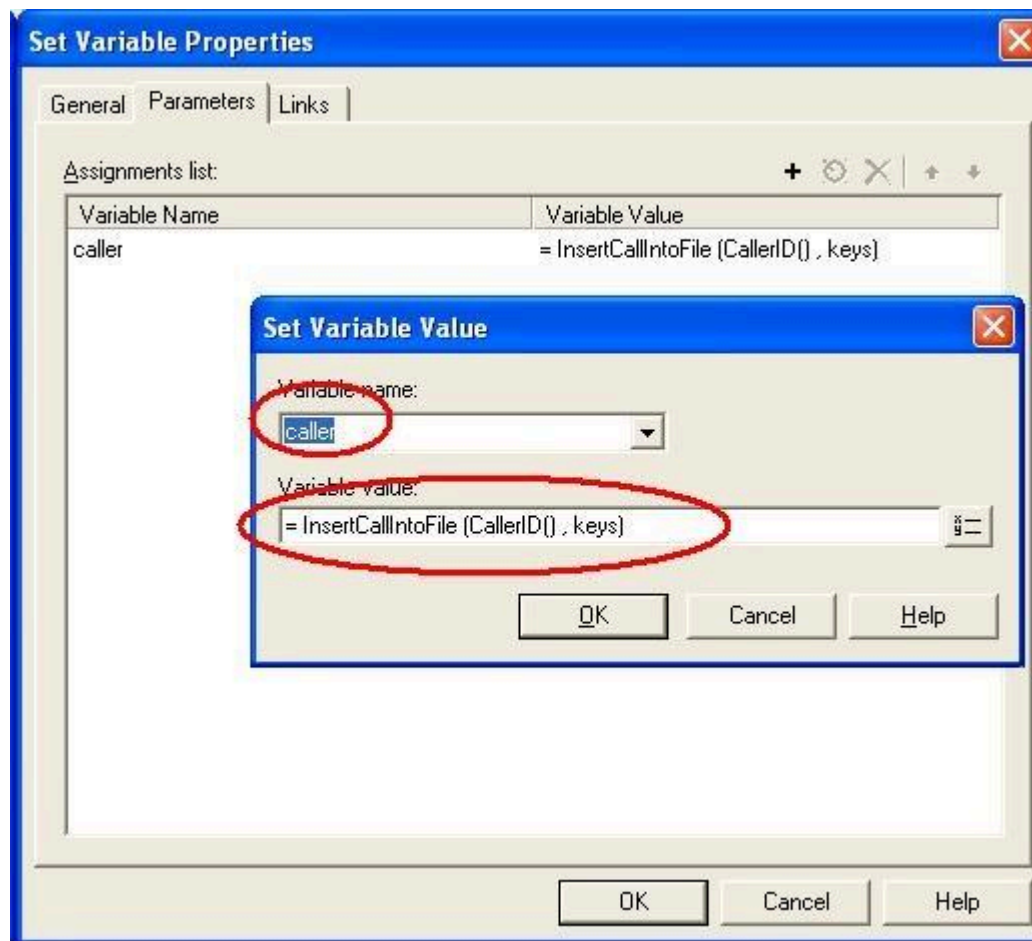 Set Variable Properties
General Parameters Links
Assignments list:
Variable Name Variable Value
caller = InsertCallIntoFile (CallerID() , keys)
Set Variable Value
Variable name:
caller
Variable value:
= InsertCallIntoFile (CallerID() , keys)
OK Cancel Help
OK Cancel Help